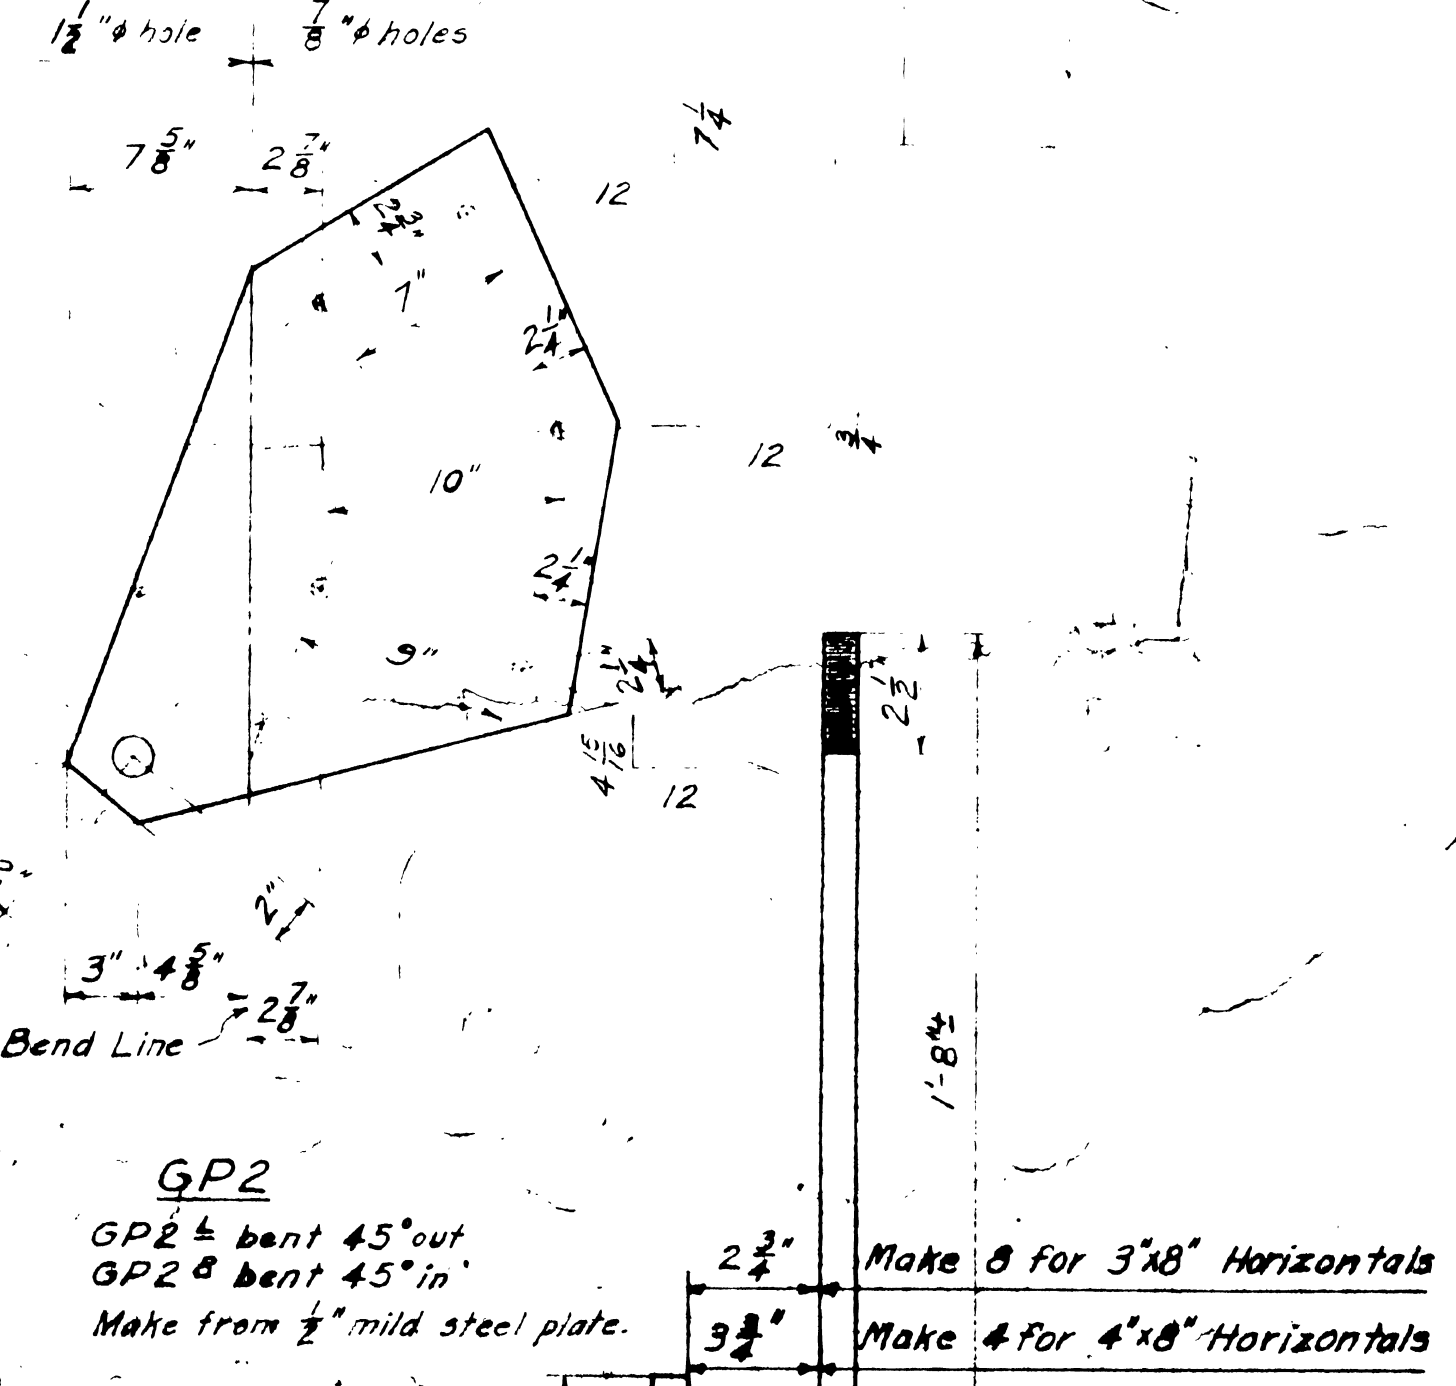 1 1/2 "ϕ hole
7/8 "ϕ holes
7 5/8"
2 7/8"
7 1/4
12
2 3/4"
7"
2 1/4"
12
3/4
10"
2 1/4"
9"
2 1/4"
2 1/2"
4 15/16
12
2"
3"
4 5/8"
2 7/8"
Bend Line
1'-8"±
GP2
GP2 bent 45° out
GP2 bent 45° in
Make from 1/2" mild steel plate.
2 3/4"
Make 8 for 3"x8" Horizontals
3 3/4"
Make 4 for 4"x8" Horizontals